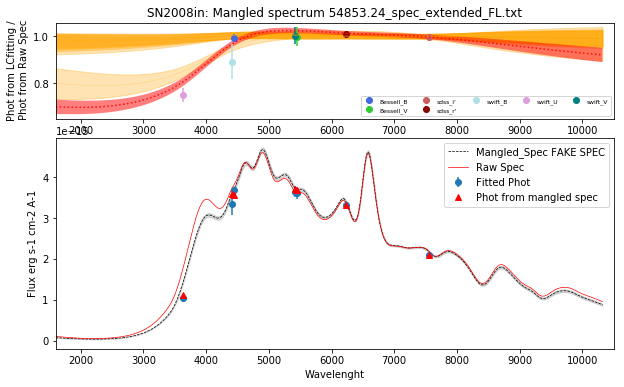 SN2008in: Mangled spectrum 54853.24_spec_extended_FL.txt
Phot from LCfitting /
Phot from Raw Spec
1.0
0.8
Bessell_B
Bessell_V
sdss_i'
sdss_r'
swift_B
swift_U
swift_V
2000 3000 4000 5000 6000 7000 8000 9000 10000
Flux erg s-1 cm-2 A-1
5
4
3
2
1
0
Mangled_Spec FAKE SPEC
Raw Spec
Fitted Phot
Phot from mangled spec
2000 3000 4000 5000 6000 7000 8000 9000 10000
Wavelenght